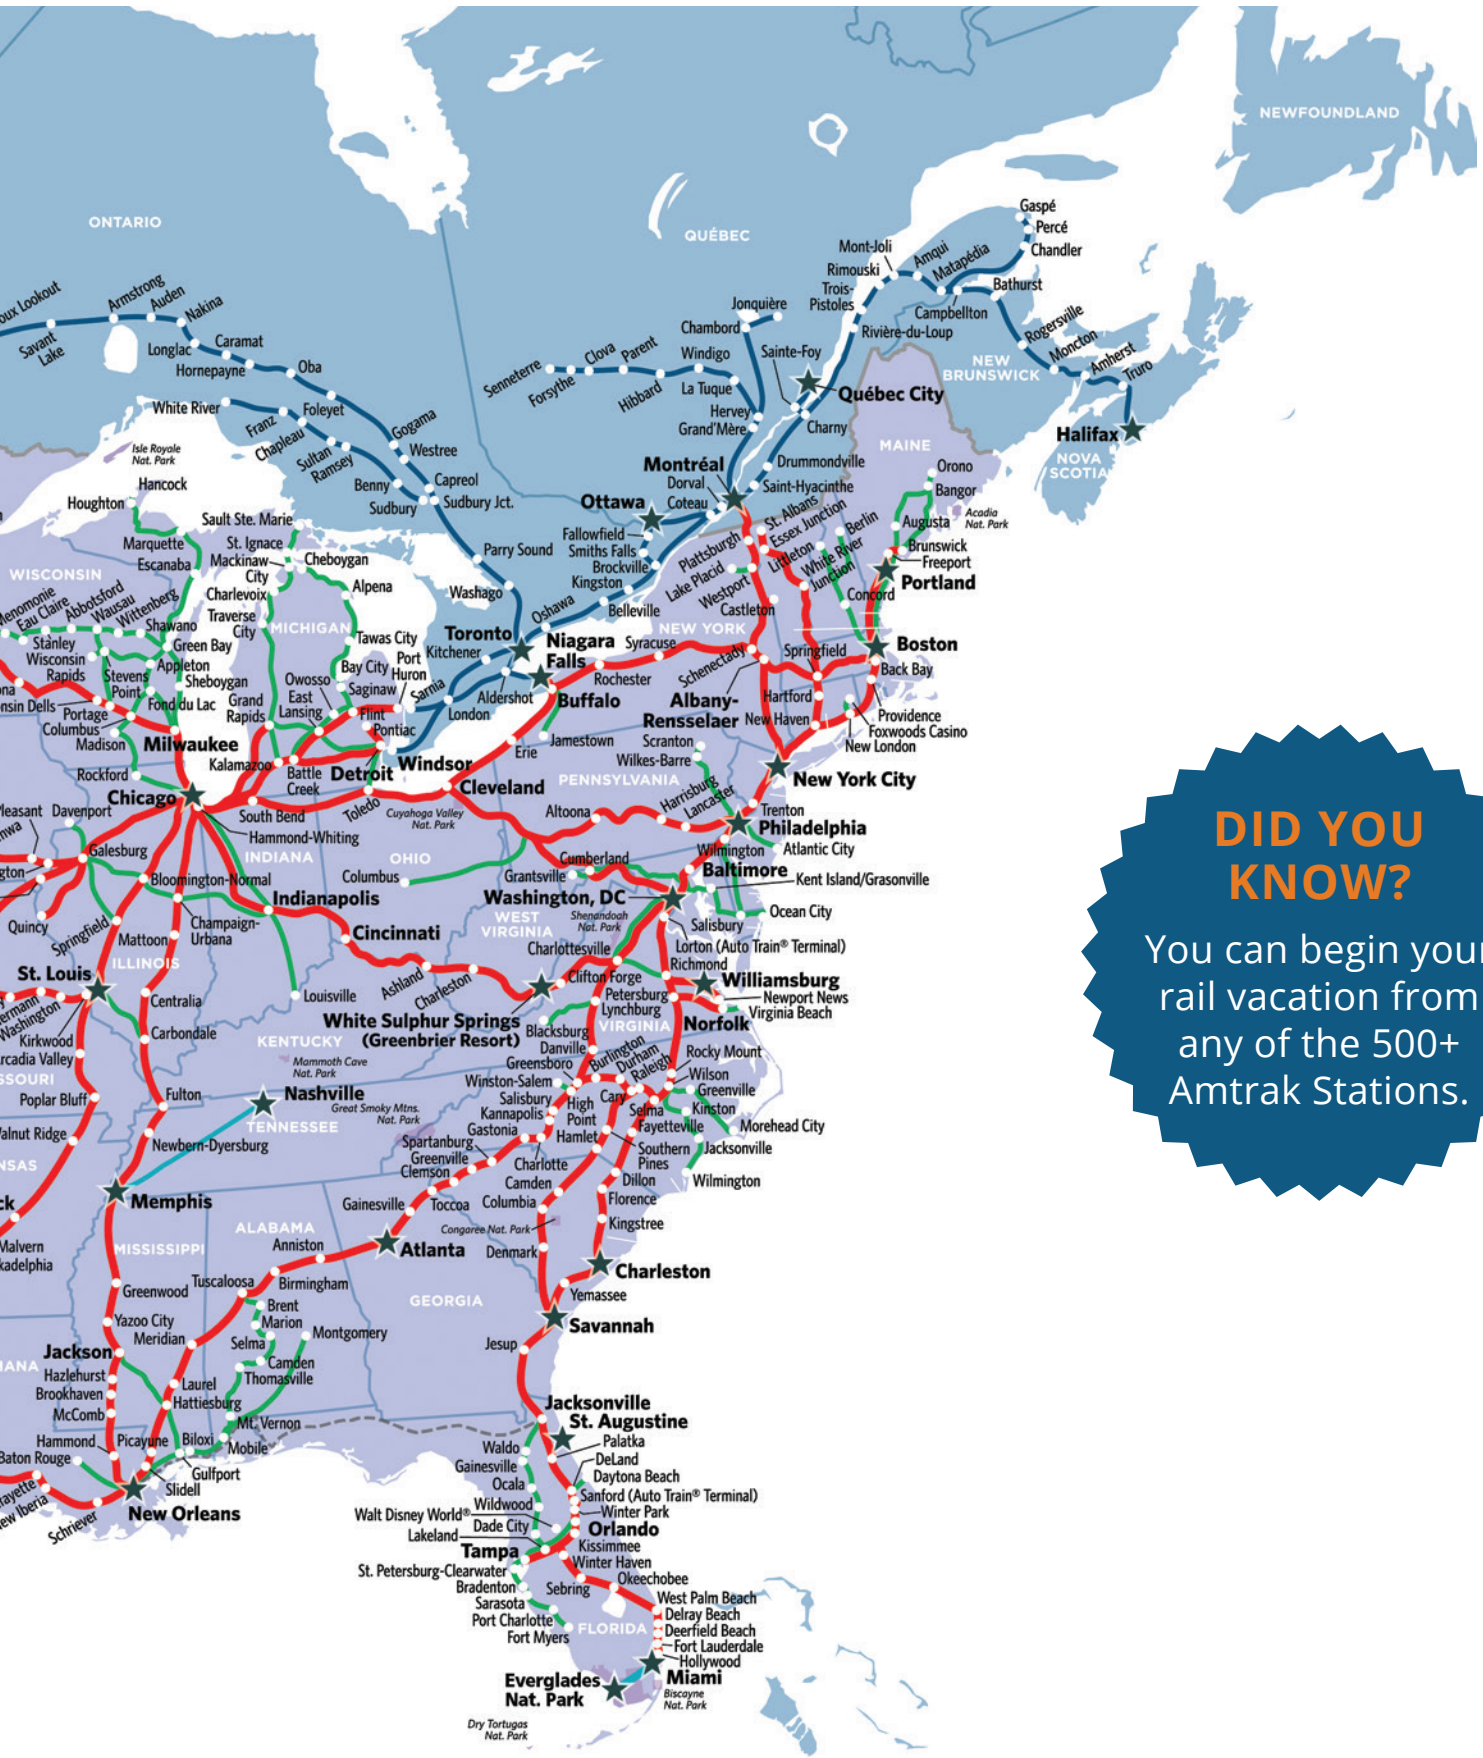 NEWFOUNDLAND
ONTARIO
QUÉBEC
Gaspé
Percé
Chandler
Mont-Joli
Amqui
Matapédia
Rimouski
Trois-
Pistoles
Bathurst
Campbellton
Rivière-du-Loup
Rogersville
Moncton
Amherst
Truro
NEW
BRUNSWICK
Halifax
NOVA
SCOTIA
Jonquière
Chambord
Senneterre
Forsythe
Clova
Parent
Hibbard
Windigo
La Tuque
Hervey
Grand'Mère
Sainte-Foy
Québec City
Charny
Drummondville
Saint-Hyacinthe
Montréal
Dorval
Coteau
Ottawa
Fallowfield
Smiths Falls
Brockville
Kingston
Belleville
Oshawa
Toronto
Kitchener
Aldershot
London
Sarnia
Windsor
Niagara
Falls
Savant
Lake
Armstrong
Auden
Nakina
Longlac
Caramat
Hornepayne
Oba
White River
Franz
Foleyet
Chapleau
Sultan
Ramsey
Gogama
Westree
Benny
Capreol
Sudbury
Sudbury Jct.
Parry Sound
Washago
Isle Royale
Nat. Park
Hancock
Houghton
Marquette
Escanaba
Sault Ste. Marie
St. Ignace
Mackinaw
City
Cheboygan
Charlevoix
Alpena
Traverse
City
MICHIGAN
Tawas City
Bay City
Port
Huron
Owosso
Saginaw
East
Lansing
Grand
Rapids
Flint
Pontiac
Kalamazoo
Battle
Creek
Detroit
WISCONSIN
Eau Claire
Abbotsford
Wausau
Wittenberg
Stanley
Shawano
Wisconsin
Rapids
Green Bay
Appleton
Stevens
Point
Sheboygan
Fond du Lac
Portage
Columbus
Madison
Milwaukee
Rockford
Chicago
Davenport
Galesburg
South Bend
Hammond-Whiting
Toledo
Cuyahoga Valley
Nat. Park
Cleveland
Erie
Jamestown
Buffalo
Rochester
Syracuse
NEW YORK
Schenectady
Albany-
Rensselaer
Plattsburgh
Lake Placid
Westport
Castleton
St. Albans
Essex Junction
Littleton
Berlin
White River
Junction
Concord
Springfield
Hartford
New Haven
MAINE
Orono
Bangor
Acadia
Nat. Park
Augusta
Brunswick
Freeport
Portland
Boston
Back Bay
Providence
Foxwoods Casino
New London
New York City
Scranton
Wilkes-Barre
PENNSYLVANIA
Altoona
Harrisburg
Lancaster
Trenton
Philadelphia
Atlantic City
Wilmington
Baltimore
Kent Island/Grasonville
Ocean City
Salisbury
Cumberland
Grantsville
Washington, DC
WEST
VIRGINIA
Shenandoah
Nat. Park
Charlottesville
Lorton (Auto Train® Terminal)
Richmond
Clifton Forge
Williamsburg
Newport News
Virginia Beach
Petersburg
Lynchburg
Norfolk
VIRGINIA
Blacksburg
Danville
INDIANA
OHIO
Columbus
Bloomington-Normal
Indianapolis
Champaign-
Urbana
Quincy
Springfield
Mattoon
ILLINOIS
Cincinnati
Ashland
Charleston
White Sulphur Springs
(Greenbrier Resort)
St. Louis
Washington
Kirkwood
Poplar Bluff
Centralia
Carbondale
Louisville
KENTUCKY
Mammoth Cave
Nat. Park
Fulton
Nashville
TENNESSEE
Newbern-Dyersburg
Memphis
Great Smoky Mtns.
Nat. Park
Greensboro
Burlington
Durham
Raleigh
Rocky Mount
Wilson
Winston-Salem
Salisbury
Kannapolis
High
Point
Cary
Selma
Greenville
Kinston
Gastonia
Hamlet
Fayetteville
Morehead City
Spartanburg
Greenville
Clemson
Charlotte
Southern
Pines
Jacksonville
Wilmington
Camden
Dillon
Gainesville
Toccoa
Columbia
Florence
Congaree Nat. Park
Kingstree
Denmark
Atlanta
ALABAMA
Anniston
MISSISSIPPI
Malvern
Greenwood
Tuscaloosa
Birmingham
GEORGIA
Charleston
Yemassee
Savannah
Jesup
Yazoo City
Meridian
Brent
Marion
Selma
Montgomery
Camden
Thomasville
Jackson
Hazlehurst
Brookhaven
McComb
Laurel
Hattiesburg
Mt. Vernon
Hammond
Picayune
Biloxi
Mobile
Baton Rouge
Gulfport
Slidell
New Orleans
Schriever
Jacksonville
St. Augustine
Palatka
DeLand
Daytona Beach
Waldo
Gainesville
Ocala
Wildwood
Sanford (Auto Train® Terminal)
Winter Park
Walt Disney World®
Dade City
Orlando
Lakeland
Kissimmee
Tampa
Winter Haven
St. Petersburg-Clearwater
Okeechobee
Bradenton
Sebring
Sarasota
Port Charlotte
Fort Myers
FLORIDA
West Palm Beach
Delray Beach
Deerfield Beach
Fort Lauderdale
Hollywood
Miami
Everglades
Nat. Park
Biscayne
Nat. Park
Dry Tortugas
Nat. Park
DID YOU
KNOW?
You can begin your
rail vacation from
any of the 500+
Amtrak Stations.